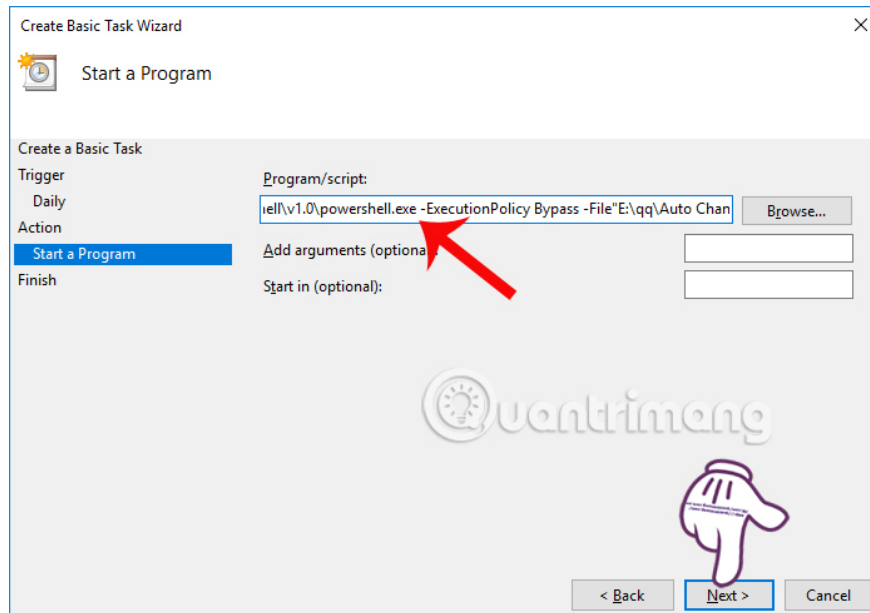 Create Basic Task Wizard
Start a Program
Create a Basic Task
Trigger
Daily
Action
Start a Program
Finish
Program/script:
ell\v1.0\powershell.exe -ExecutionPolicy Bypass -File"E:\qq\Auto Chan
Browse...
Add arguments (optional
Start in (optional):
Quantrimang
< Back
Next >
Cancel